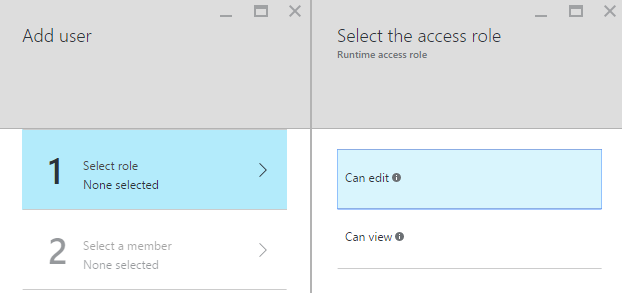 Add user
1
Select role
None selected
2
Select a member
None selected
Select the access role
Runtime access role
Can edit
Can view